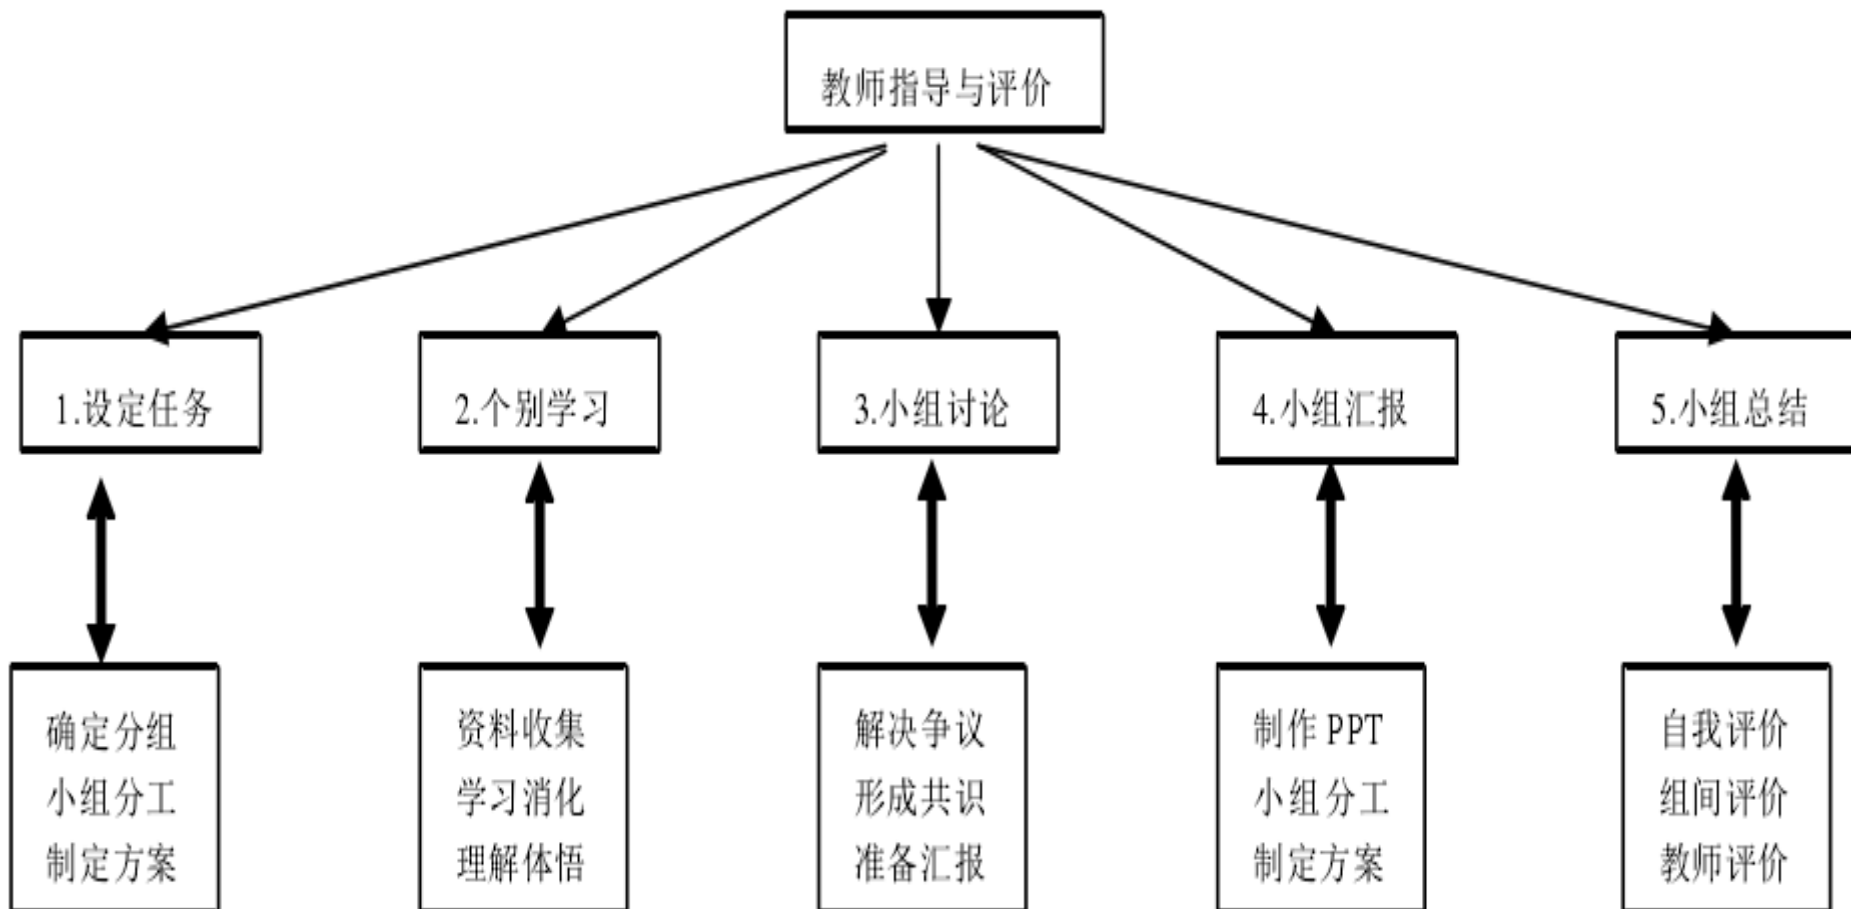 教师指导与评价
1.设定任务
2.个别学习
3.小组讨论
4.小组汇报
5.小组总结
确定分组
小组分工
制定方案
资料收集
学习消化
理解体悟
解决争议
形成共识
准备汇报
制作 PPT
小组分工
制定方案
自我评价
组间评价
教师评价